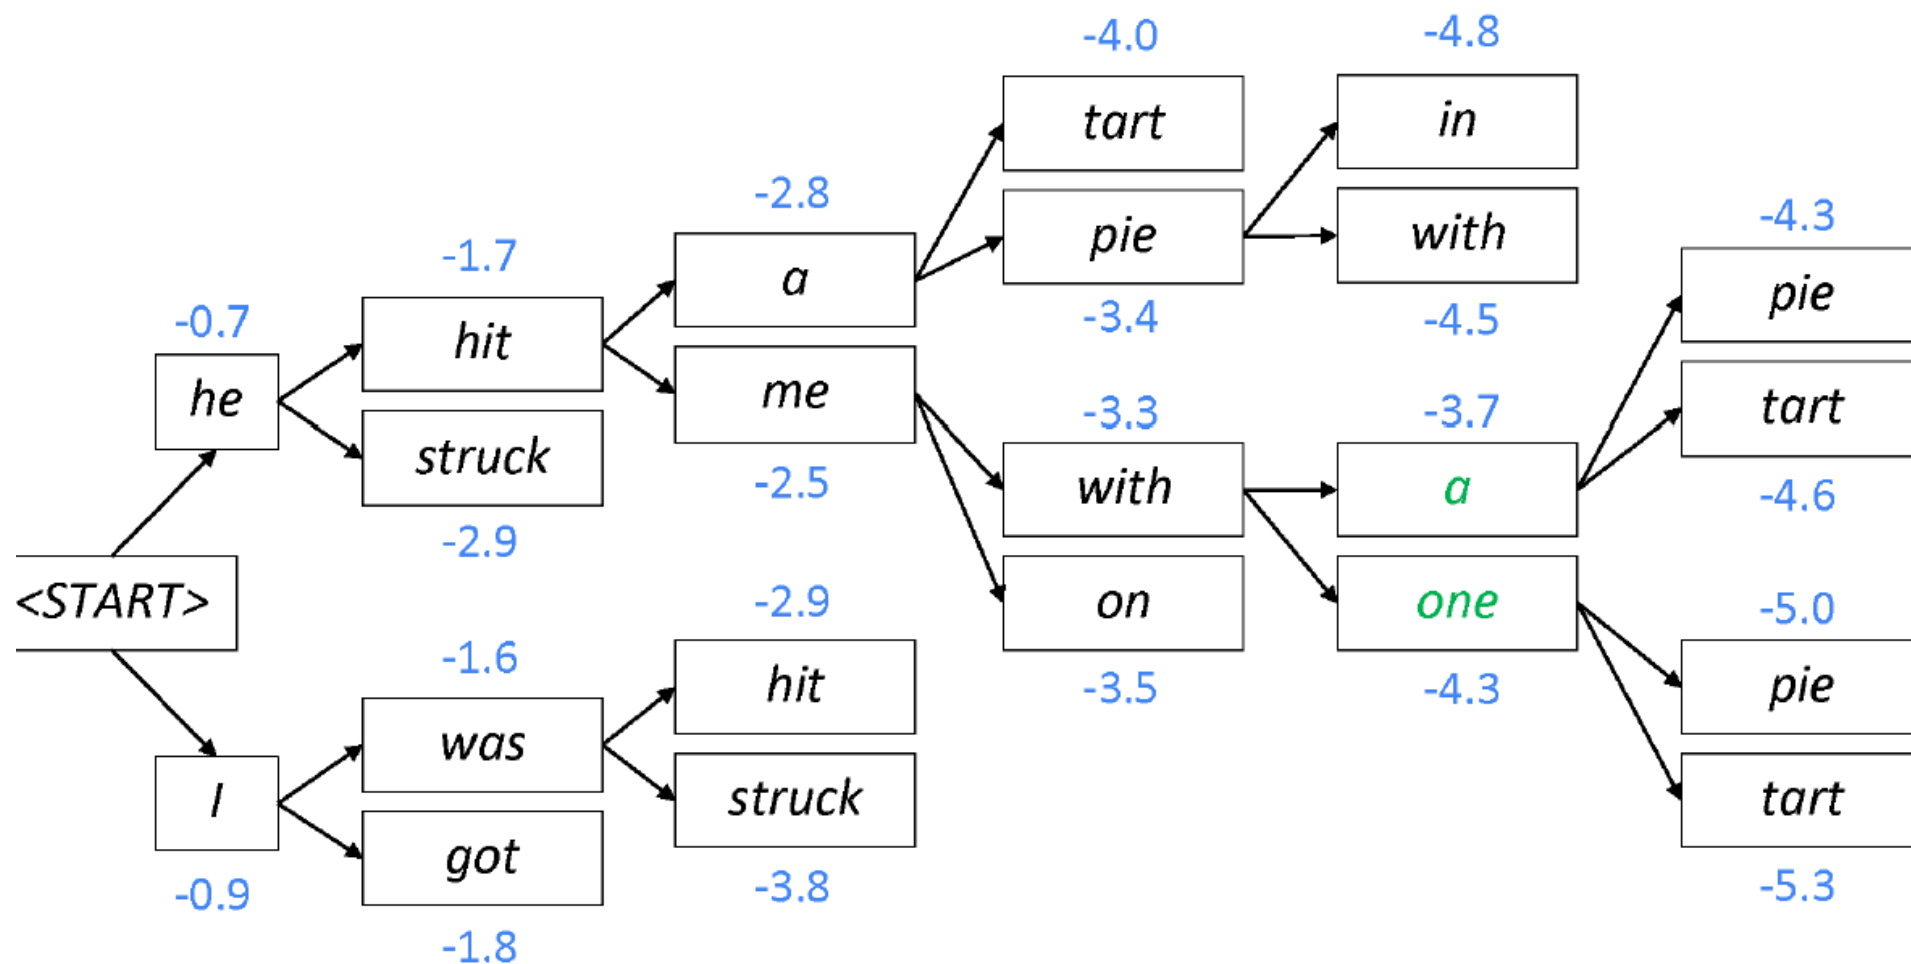 <START>
-0.7
he
I
-0.9
-1.7
hit
struck
-2.9
-1.6
was
got
-1.8
-2.8
a
me
-2.5
-2.9
hit
struck
-3.8
-4.0
tart
pie
-3.4
-3.3
with
on
-3.5
-4.8
in
with
-4.5
-3.7
a
one
-4.3
-4.3
pie
tart
-4.6
-5.0
pie
tart
-5.3